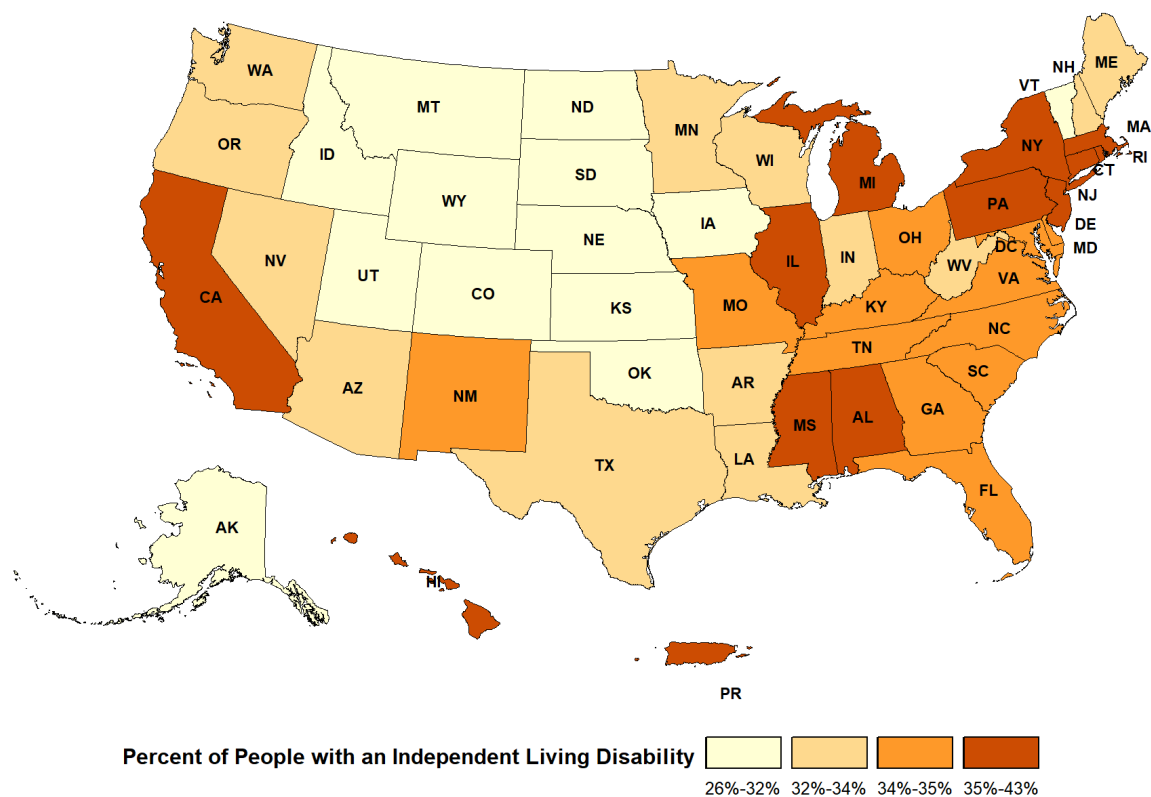 ME
NH
WA
VT
MT
ND
MN
MA
OR
NY
ID
RI
WI
CT
SD
MI
NJ
WY
PA
IA
DE
NE
OH
DC
MD
NV
IL
IN
WV
UT
VA
CO
CA
MO
KY
KS
NC
TN
OK
SC
AZ
AR
NM
GA
MS
AL
LA
TX
FL
AK
HI
PR
Percent of People with an Independent Living Disability
26%-32% 32%-34% 34%-35% 35%-43%